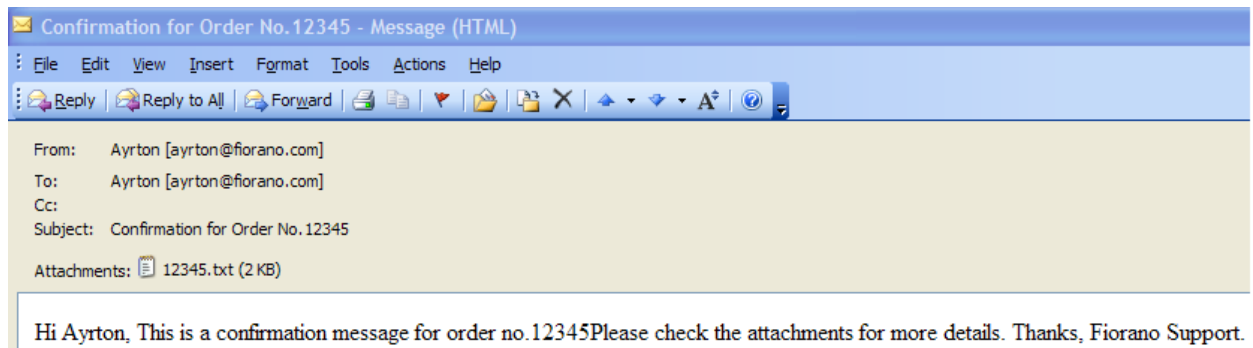 Confirmation for Order No.12345 - Message (HTML)
File Edit View Insert Format Tools Actions Help
Reply Reply to All Forward A
From: Ayrton [ayrton@fiorano.com]
To: Ayrton [ayrton@fiorano.com]
Cc:
Subject: Confirmation for Order No.12345
Attachments: 12345.txt (2 KB)
Hi Ayrton, This is a confirmation message for order no.12345Please check the attachments for more details. Thanks, Fiorano Support.